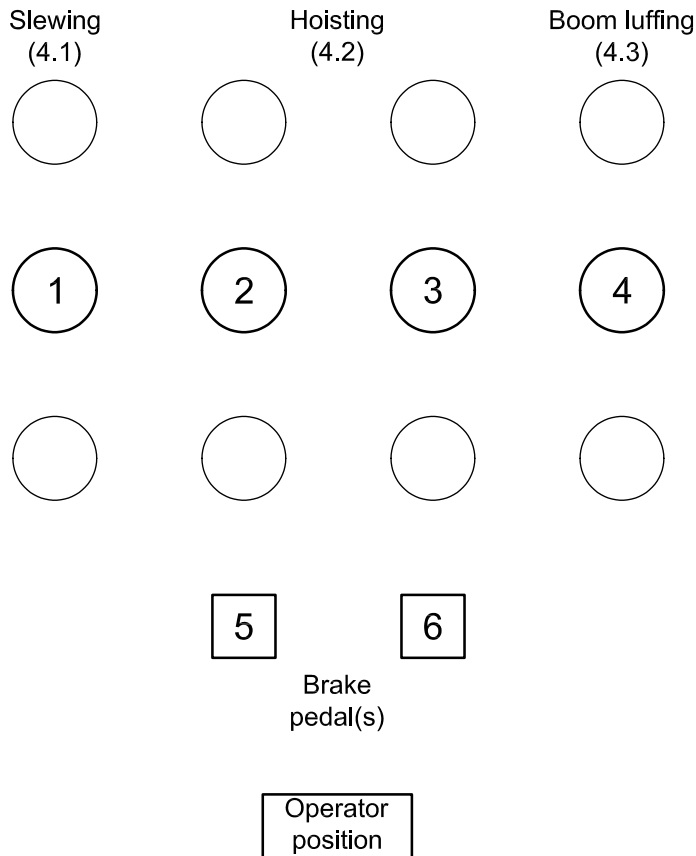 Slewing
(4.1)
Hoisting
(4.2)
Boom luffing
(4.3)
1
2
3
4
5
6
Brake
pedal(s)
Operator
position